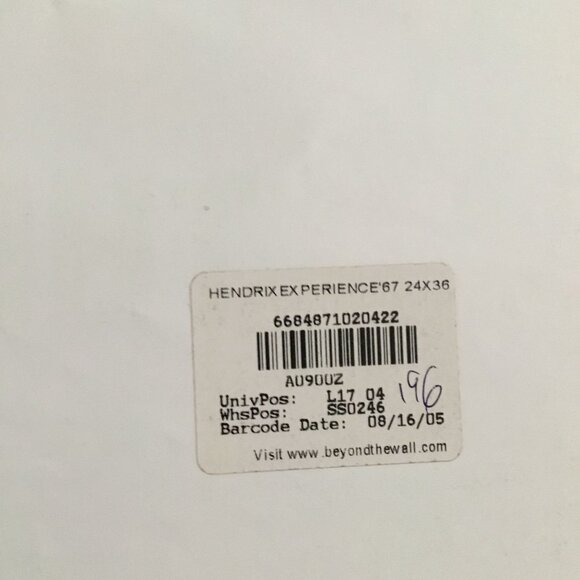 HENDRIX EXPERIENCE'67 24X36
6684871020422
A0900Z
UnivPos: L17 04
WhsPos: SS0246
196
Barcode Date: 08/16/05
Visit www.beyondthewall.com